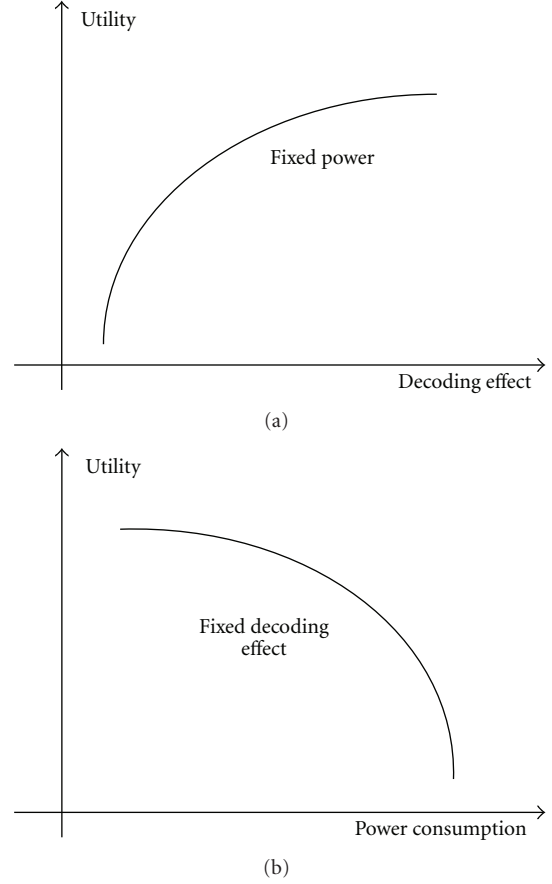 Utility
Fixed power
Decoding effect
(a)
Utility
Fixed decoding
effect
Power consumption
(b)